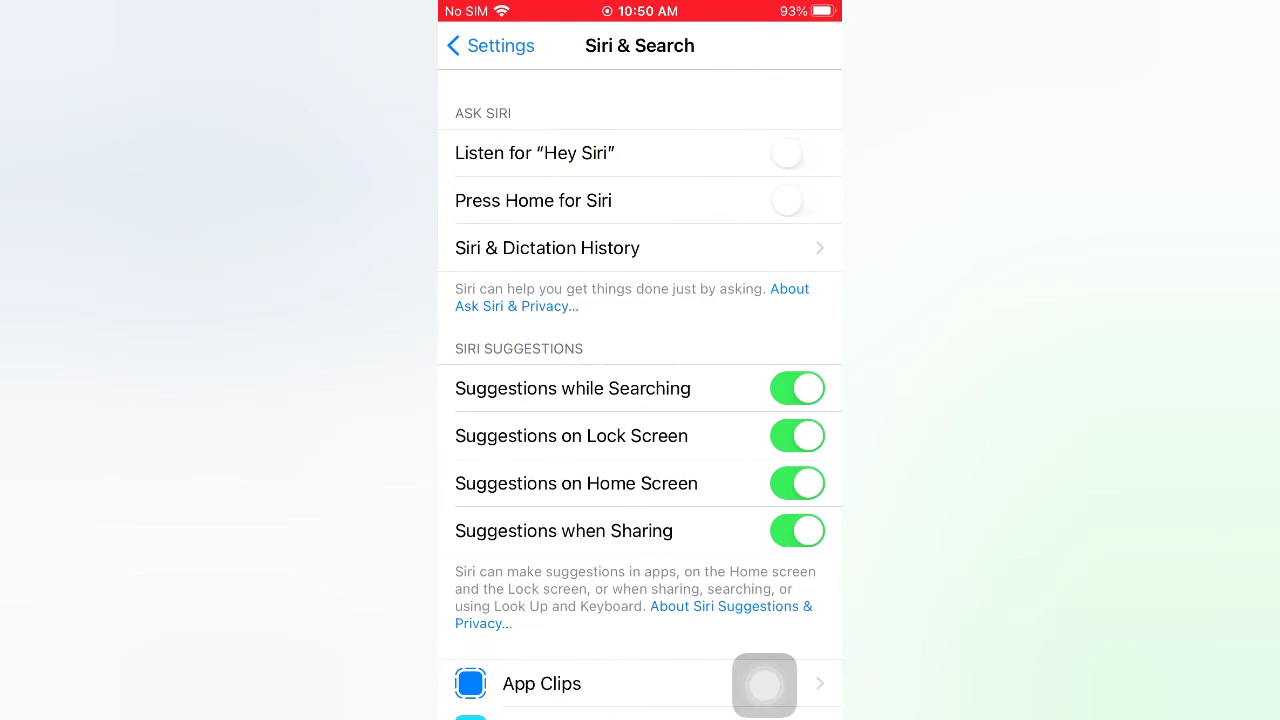 No SIM 10:50 AM 93%
Settings Siri & Search
ASK SIRI
Listen for “Hey Siri”
Press Home for Siri
Siri & Dictation History
Siri can help you get things done just by asking. About
Ask Siri & Privacy...
SIRI SUGGESTIONS
Suggestions while Searching
Suggestions on Lock Screen
Suggestions on Home Screen
Suggestions when Sharing
Siri can make suggestions in apps, on the Home screen
and the Lock screen, or when sharing, searching, or
using Look Up and Keyboard. About Siri Suggestions &
Privacy...
App Clips